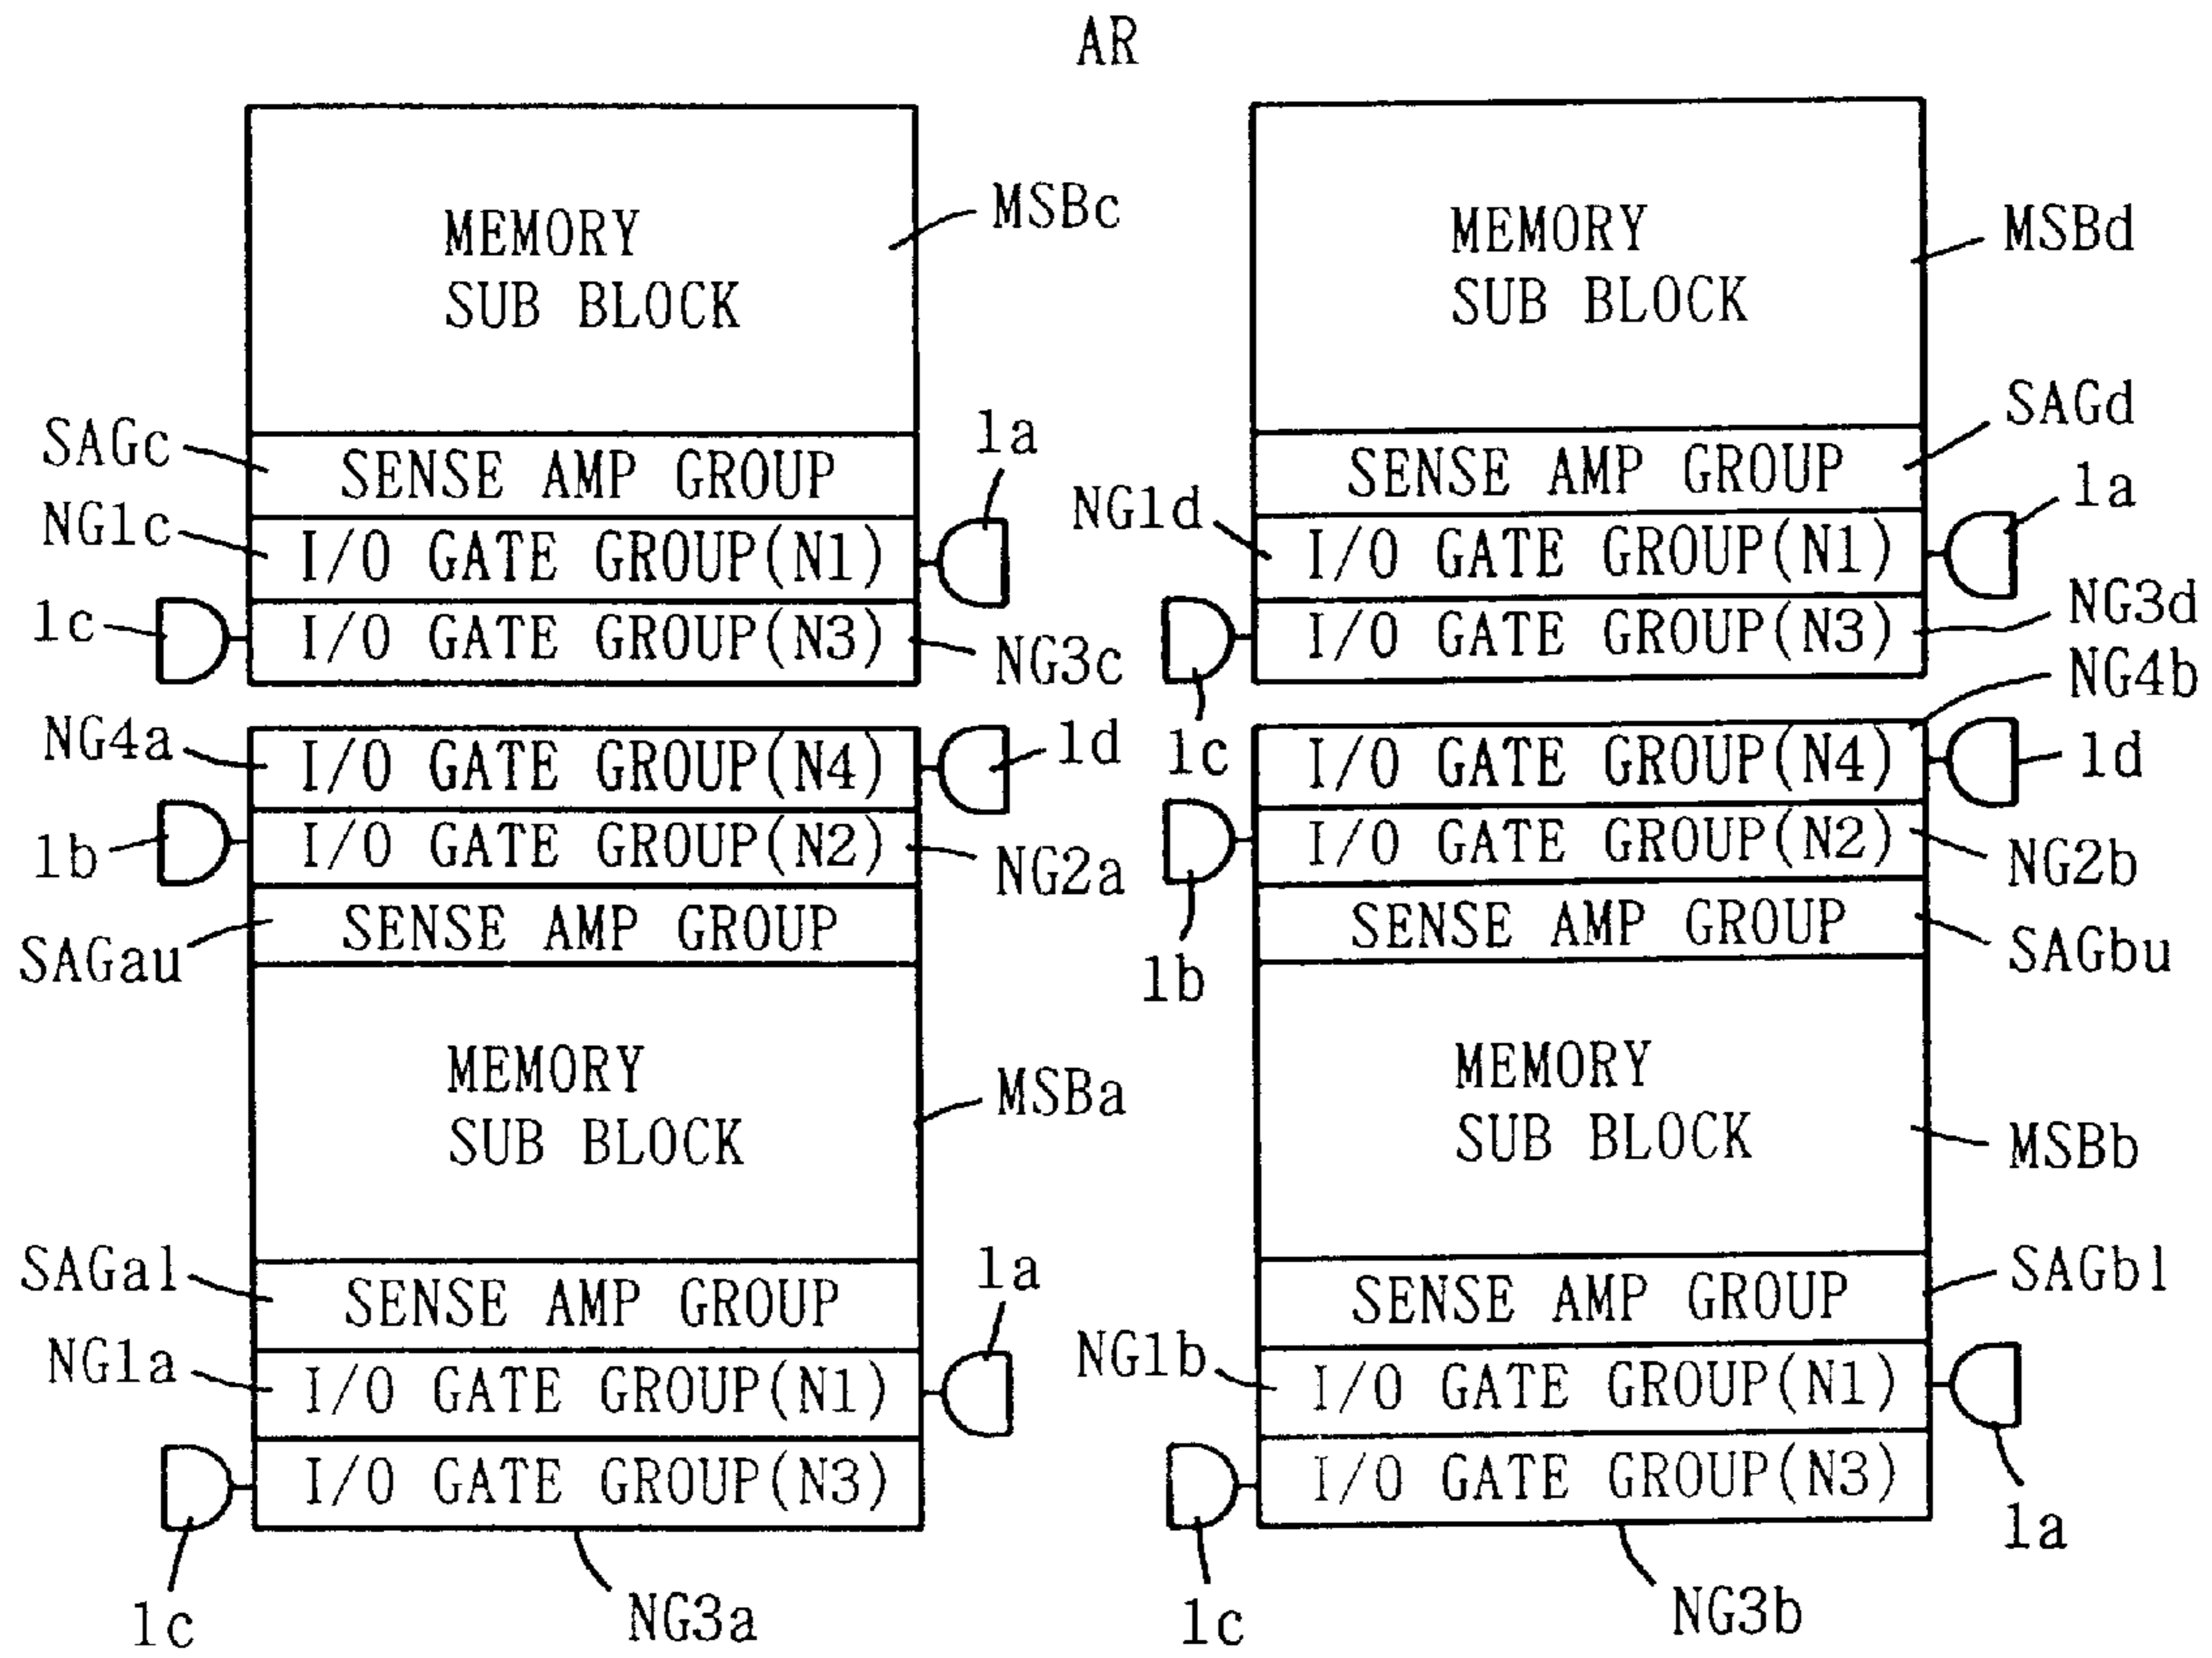 AR
MEMORY
SUB BLOCK
MSBc
SAGc
SENSE AMP GROUP
1a
NG1c
I/O GATE GROUP(N1)
1c
I/O GATE GROUP(N3)
NG3c
NG4a
I/O GATE GROUP(N4)
1d
1b
I/O GATE GROUP(N2)
NG2a
SAGau
SENSE AMP GROUP
MEMORY
SUB BLOCK
MSBa
SAGal
SENSE AMP GROUP
1a
NG1a
I/O GATE GROUP(N1)
I/O GATE GROUP(N3)
1c
NG3a
MEMORY
SUB BLOCK
MSBd
SAGd
SENSE AMP GROUP
1a
NG1d
I/O GATE GROUP(N1)
NG3d
I/O GATE GROUP(N3)
NG4b
1c
I/O GATE GROUP(N4)
1d
I/O GATE GROUP(N2)
NG2b
1b
SENSE AMP GROUP
SAGbu
MEMORY
SUB BLOCK
MSBb
SENSE AMP GROUP
SAGbl
NG1b
I/O GATE GROUP(N1)
I/O GATE GROUP(N3)
1a
1c
NG3b